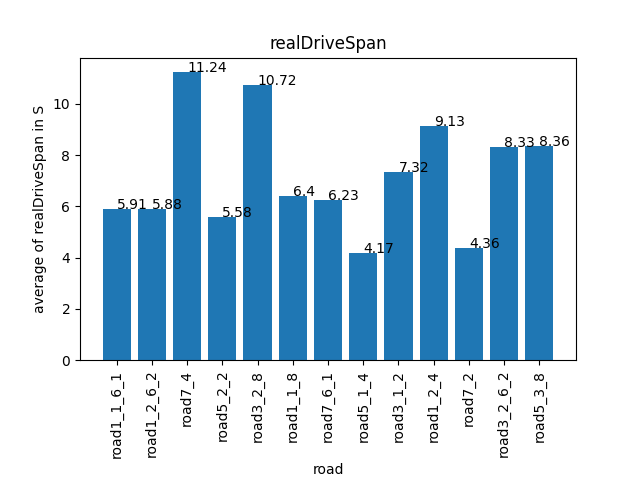 realDriveSpan
average of realDriveSpan in S
10
8
6
4
2
0
5.91
5.88
11.24
5.58
10.72
6.4
6.23
4.17
7.32
9.13
4.36
8.33
8.36
road1_1_6_1
road1_2_6_2
road7_4
road5_2_2
road3_2_8
road1_1_8
road7_6_1
road5_1_4
road3_1_2
road1_2_4
road7_2
road3_2_6_2
road5_3_8
road